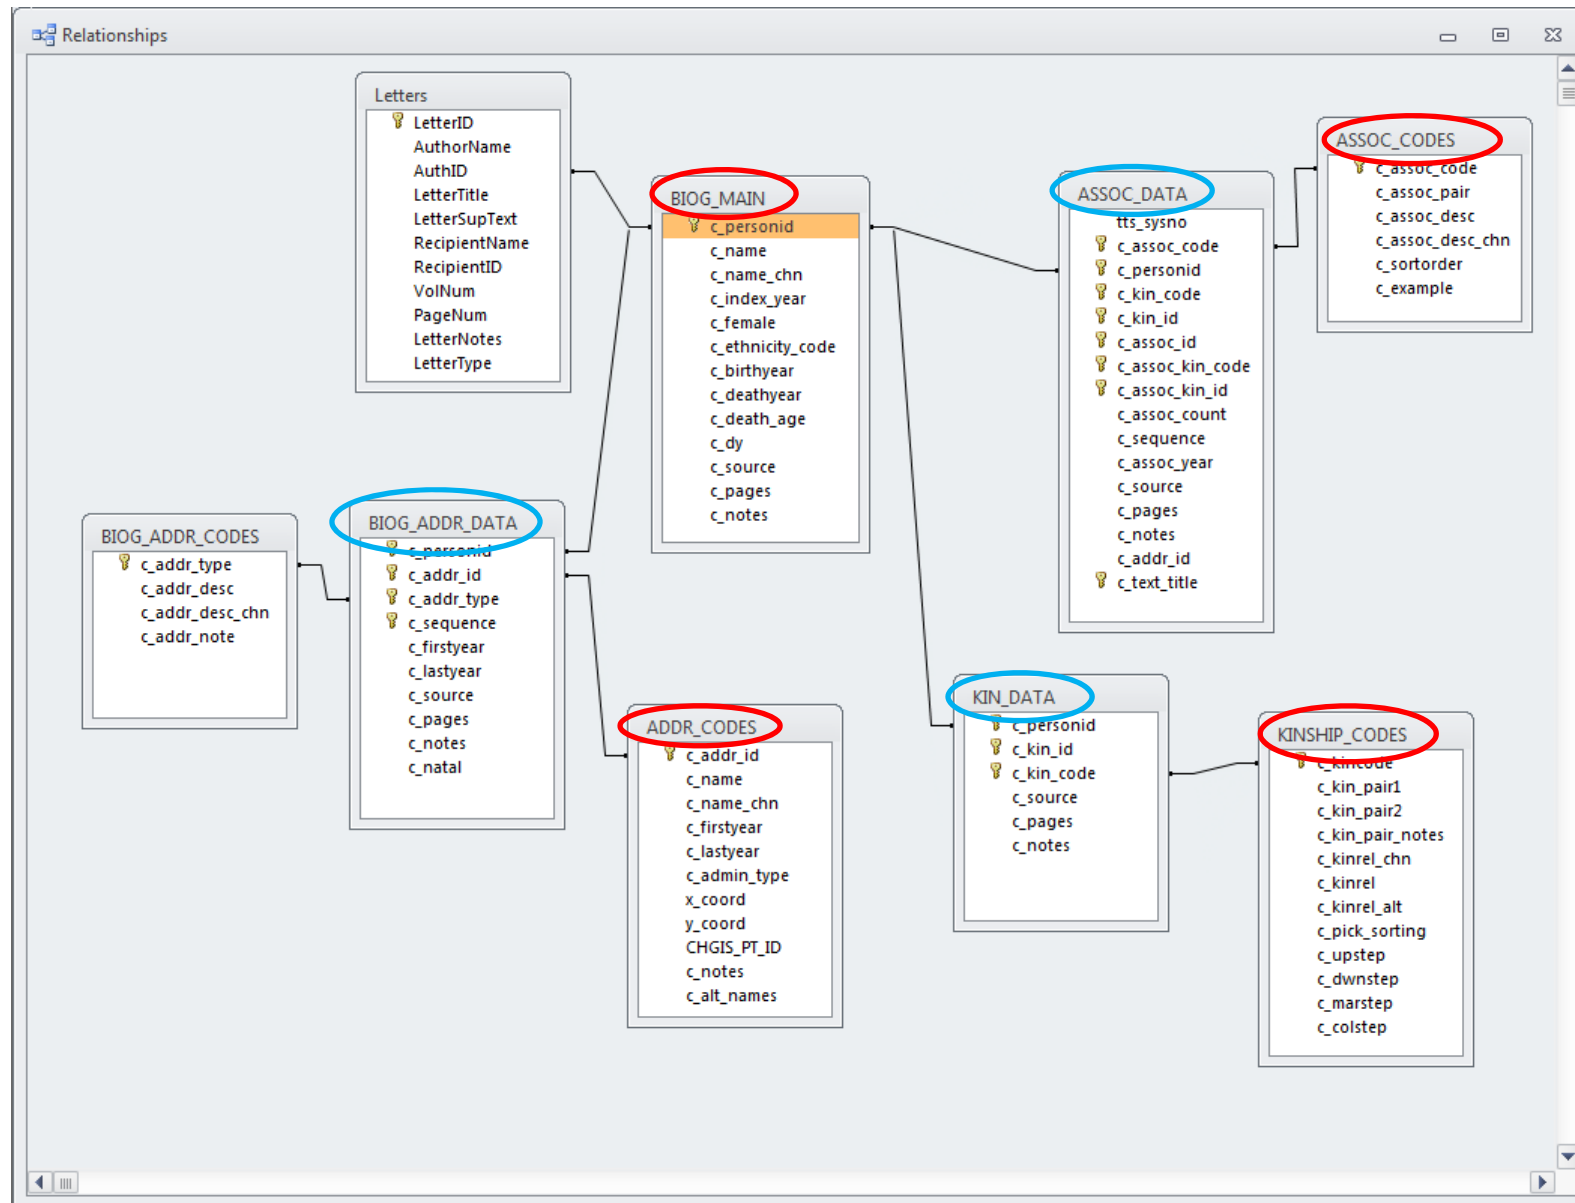 Relationships
Letters
LetterID
AuthorName
AuthID
LetterTitle
LetterSupText
RecipientName
RecipientID
VolNum
PageNum
LetterNotes
LetterType
BIOG_MAIN
c_personid
c_name
c_name_chn
c_index_year
c_female
c_ethnicity_code
c_birthyear
c_deathyear
c_death_age
c_dy
c_source
c_pages
c_notes
ASSOC_DATA
tts_sysno
c_assoc_code
c_personid
c_kin_code
c_kin_id
c_assoc_id
c_assoc_kin_code
c_assoc_kin_id
c_assoc_count
c_sequence
c_assoc_year
c_source
c_pages
c_notes
c_addr_id
c_text_title
ASSOC_CODES
c_assoc_code
c_assoc_pair
c_assoc_desc
c_assoc_desc_chn
c_sortorder
c_example
BIOG_ADDR_CODES
c_addr_type
c_addr_desc
c_addr_desc_chn
c_addr_note
BIOG_ADDR_DATA
c_personid
c_addr_id
c_addr_type
c_sequence
c_firstyear
c_lastyear
c_source
c_pages
c_notes
c_natal
ADDR_CODES
c_addr_id
c_name
c_name_chn
c_firstyear
c_lastyear
c_admin_type
x_coord
y_coord
CHGIS_PT_ID
c_notes
c_alt_names
KIN_DATA
c_personid
c_kin_id
c_kin_code
c_source
c_pages
c_notes
KINSHIP_CODES
c_kincode
c_kin_pair1
c_kin_pair2
c_kin_pair_notes
c_kinrel_chn
c_kinrel
c_kinrel_alt
c_pick_sorting
c_upstep
c_dwnstep
c_marstep
c_colstep